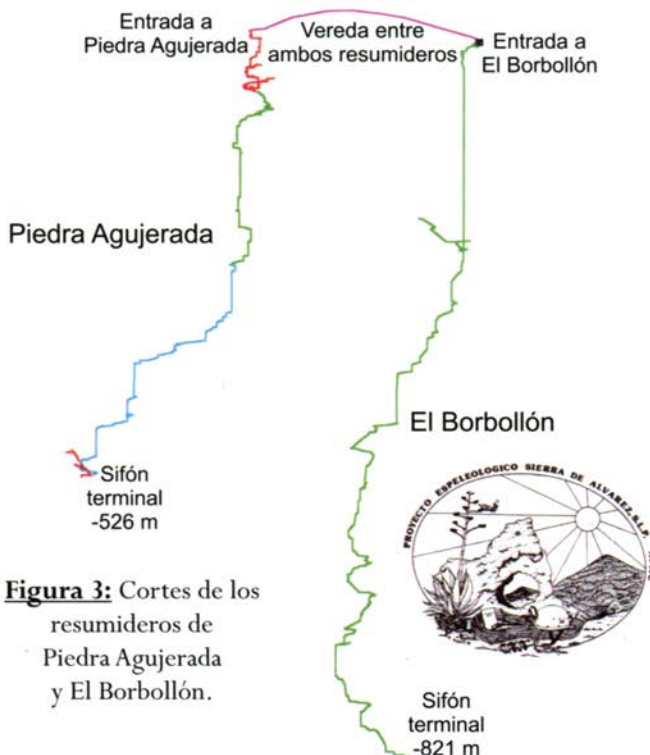 Entrada a
Piedra Agujerada
Vereda entre
ambos resumideros
Entrada a
El Borbollón
Piedra Agujerada
El Borbollón
Sifón
terminal
-526 m
PROYECTO ESPELEOLOGICO SIERRA DE ALVAREZ, S.L.P.
Figura 3: Cortes de los
resumideros de
Piedra Agujerada
y El Borbollón.
Sifón
terminal
-821 m